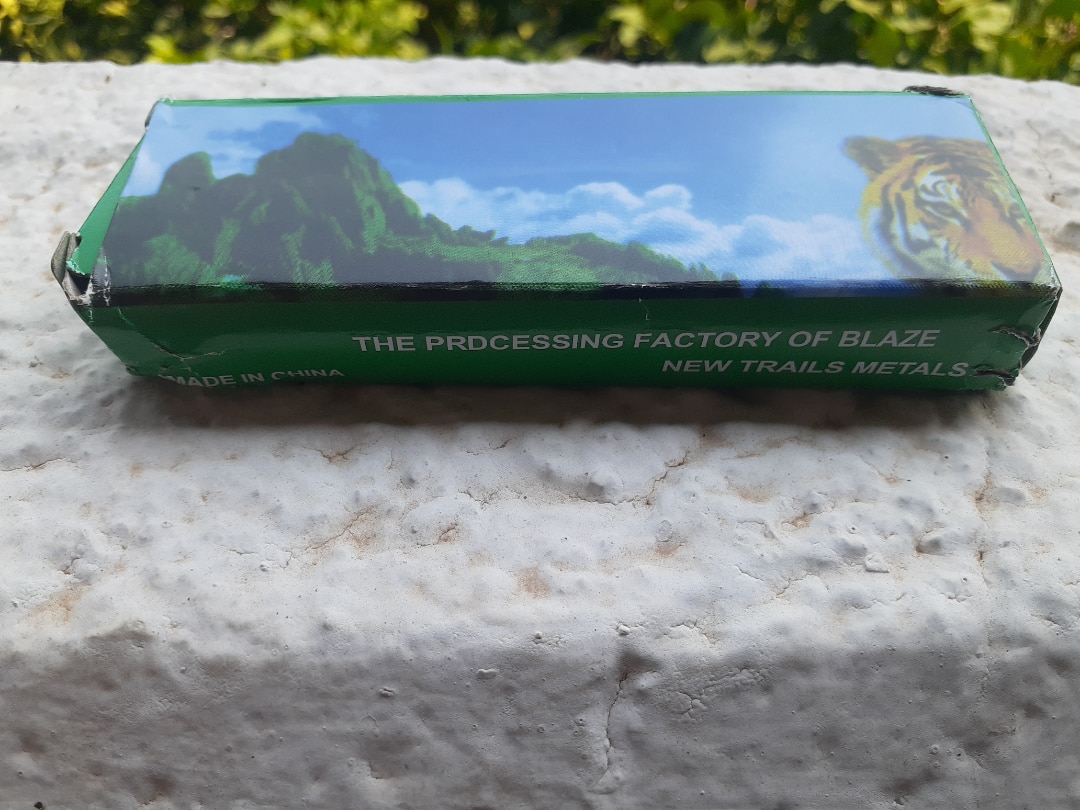 THE PRDCESSING FACTORY OF BLAZE
NEW TRAILS METALS
MADE IN CHINA